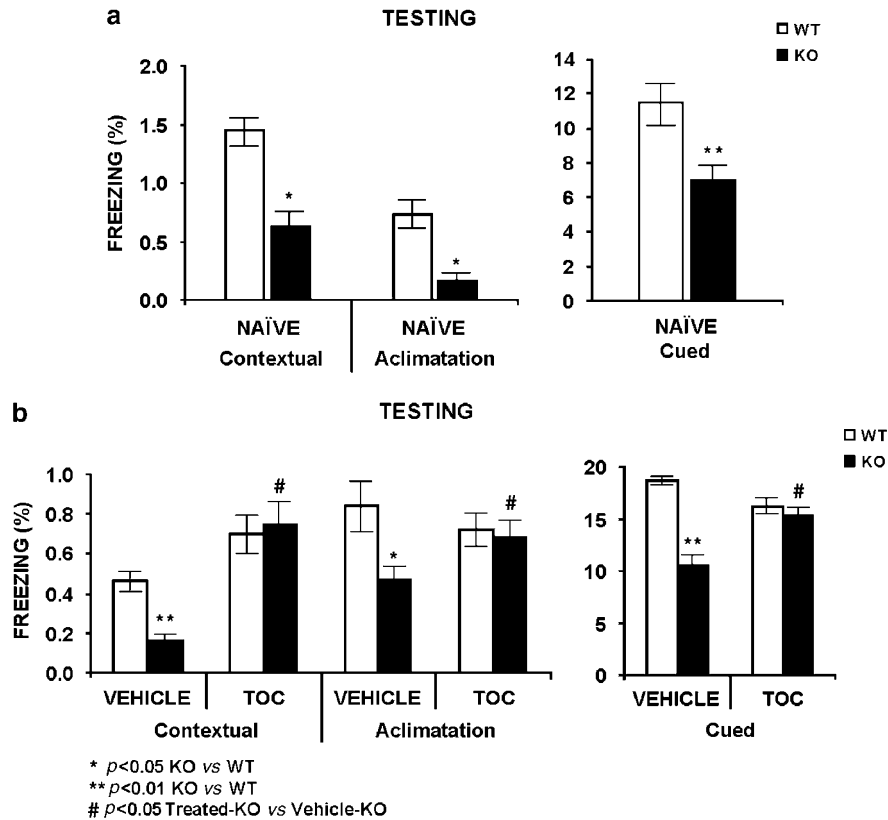 a
TESTING
WT
KO
FREEZING (%)
2.0
1.5
1.0
0.5
0.0
*
*
NAÏVE
NAÏVE
Contextual
Aclimatation
14
12
10
8
6
4
2
0
**
NAÏVE
Cued
b
TESTING
WT
KO
FREEZING (%)
1.0
0.8
0.6
0.4
0.2
0.0
**
#
*
#
VEHICLE
TOC
VEHICLE
TOC
Contextual
Aclimatation
20
15
10
5
0
**
#
VEHICLE
TOC
Cued
* p<0.05 KO vs WT
** p<0.01 KO vs WT
# p<0.05 Treated-KO vs Vehicle-KO